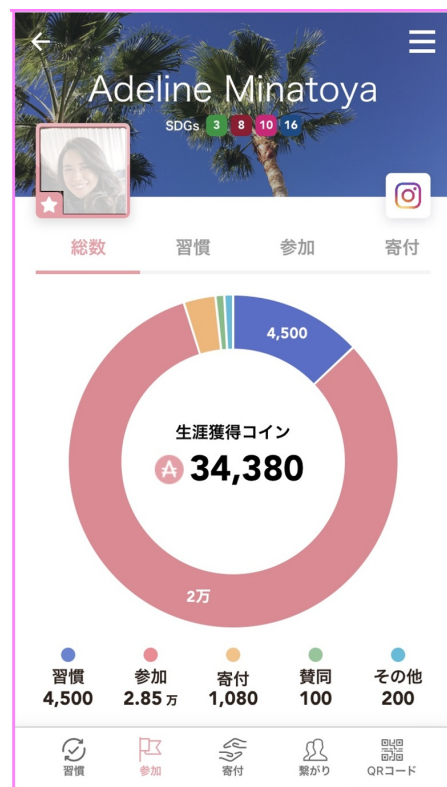 Adeline Minatoya
SDGs 3 8 10 16
総数 習慣 参加 寄付
4,500
生涯獲得コイン
34,380
2万
習慣 参加 寄付 賛同 その他
4,500 2.85 万 1,080 100 200
習慣 参加 寄付 繋がり QRコード